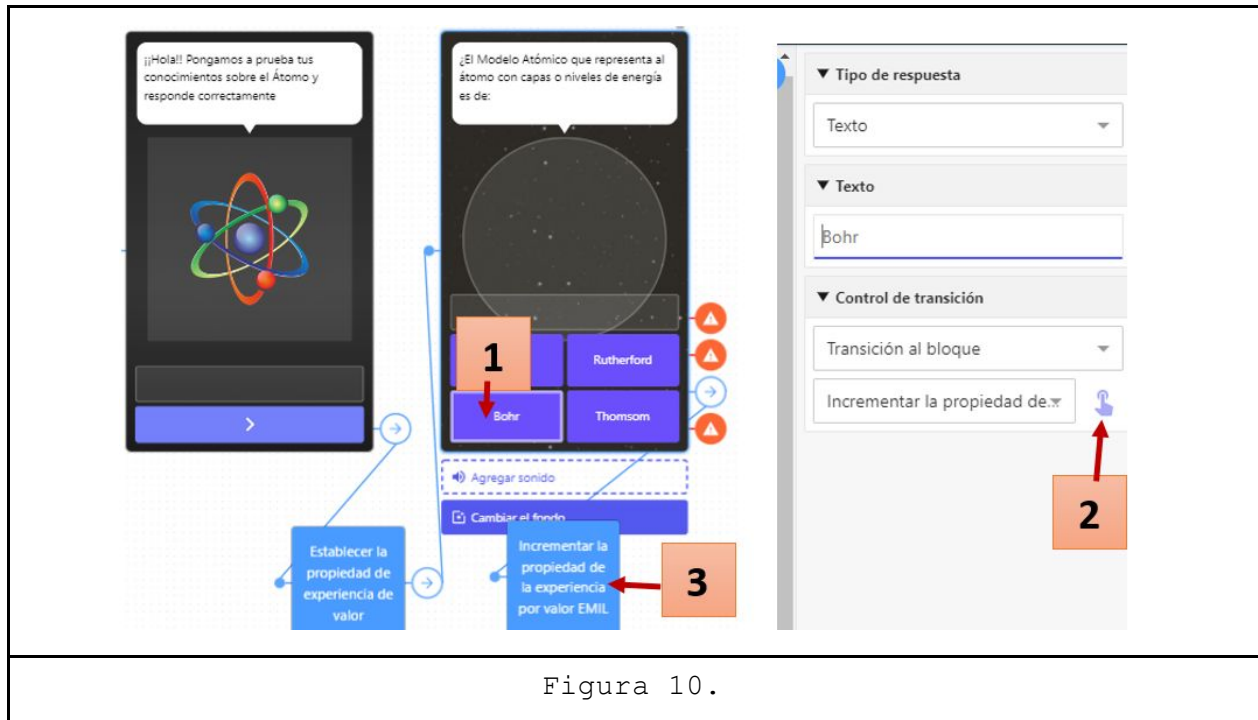 ¡¡Hola!! Pongamos a prueba tus
conocimientos sobre el Átomo y
responde correctamente
¿El Modelo Atómico que representa al
átomo con capas o niveles de energía
es de:
1
Rutherford
Bohr
Thomsom
Agregar sonido
Cambiar el fondo
Establecer la
propiedad de
experiencia de
valor
Incrementar la
propiedad de
la experiencia
por valor EMIL
3
Tipo de respuesta
Texto
Texto
Bohr
Control de transición
Transición al bloque
Incrementar la propiedad de...
2
Figura 10.